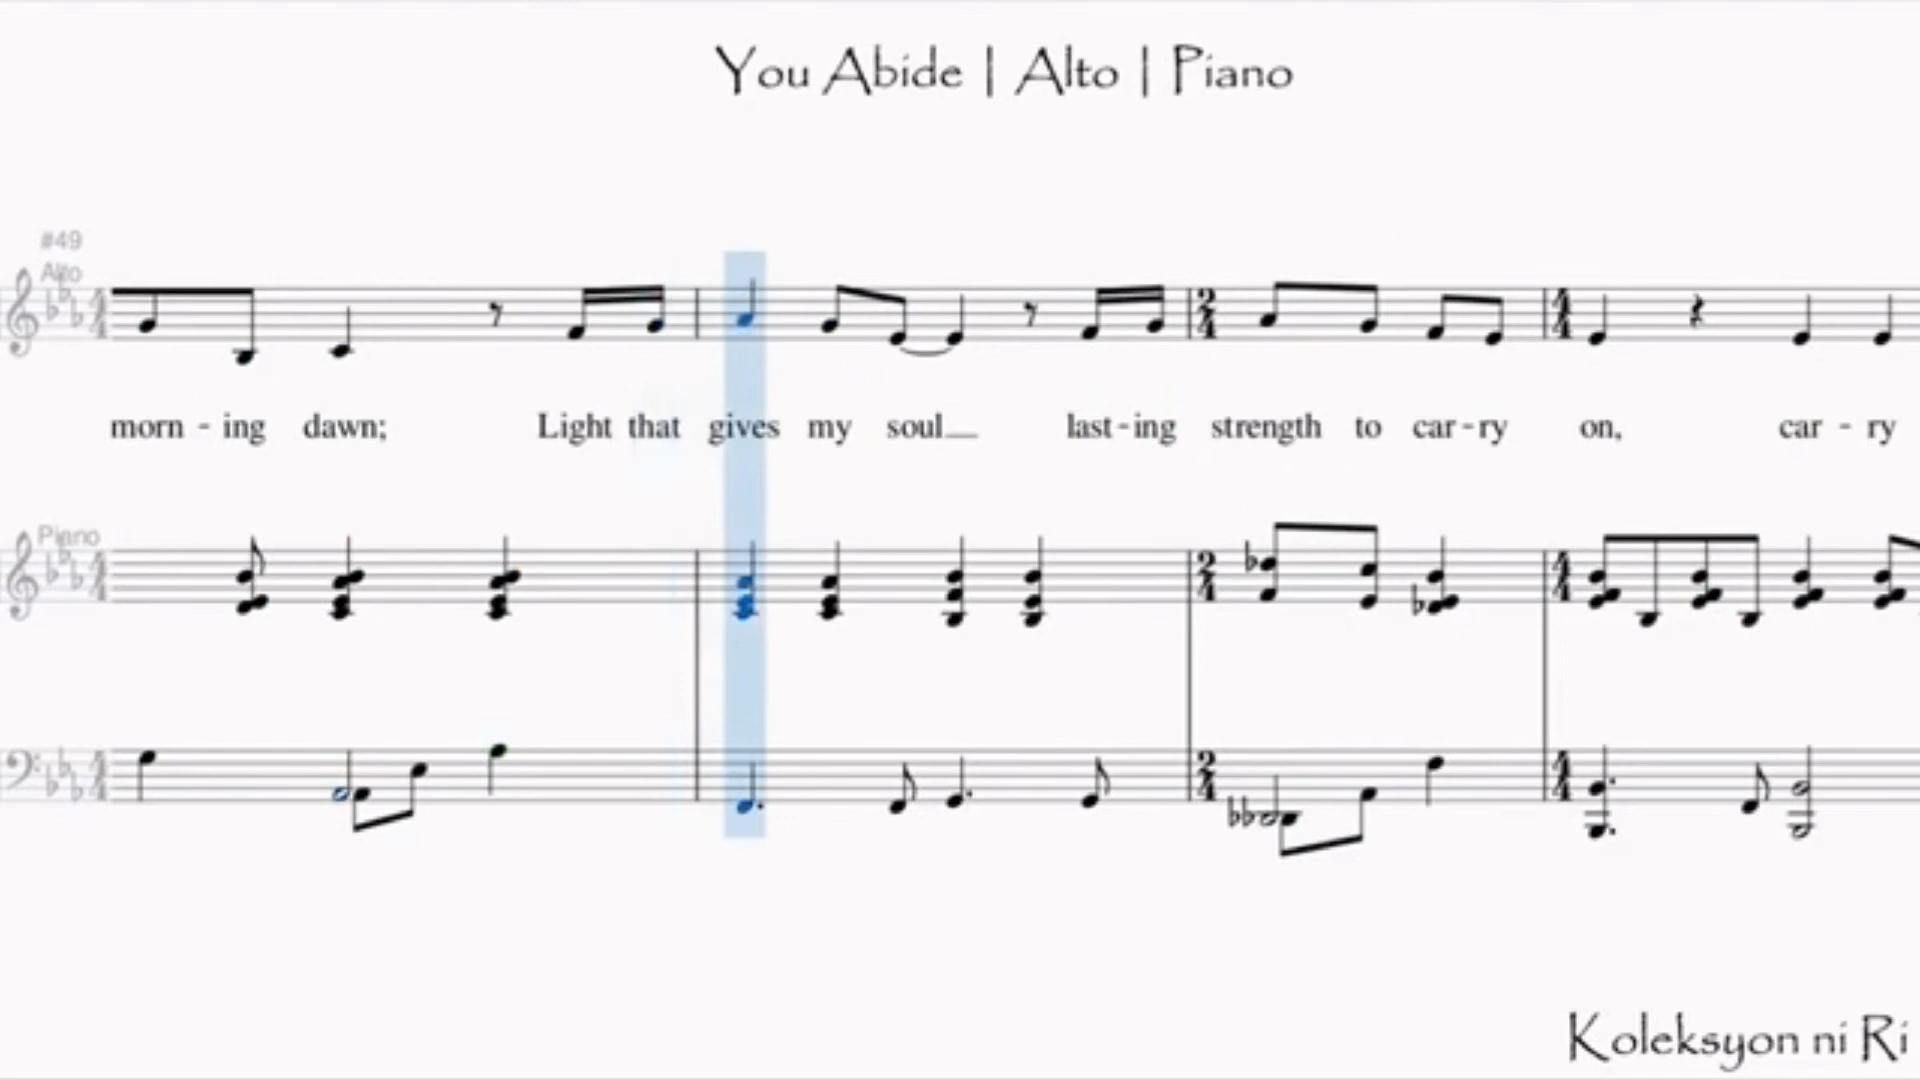 You Abide | Alto | Piano
#49
Alto
morn - ing dawn; Light that gives my soul__ last-ing strength to car-ry on, car - ry
Piano
Koleksyon ni Ri